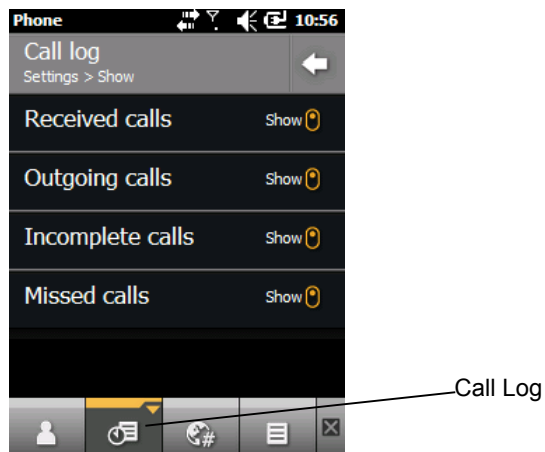 Phone 10:56
Call log
Settings > Show
Received calls Show
Outgoing calls Show
Incomplete calls Show
Missed calls Show
Call Log
#